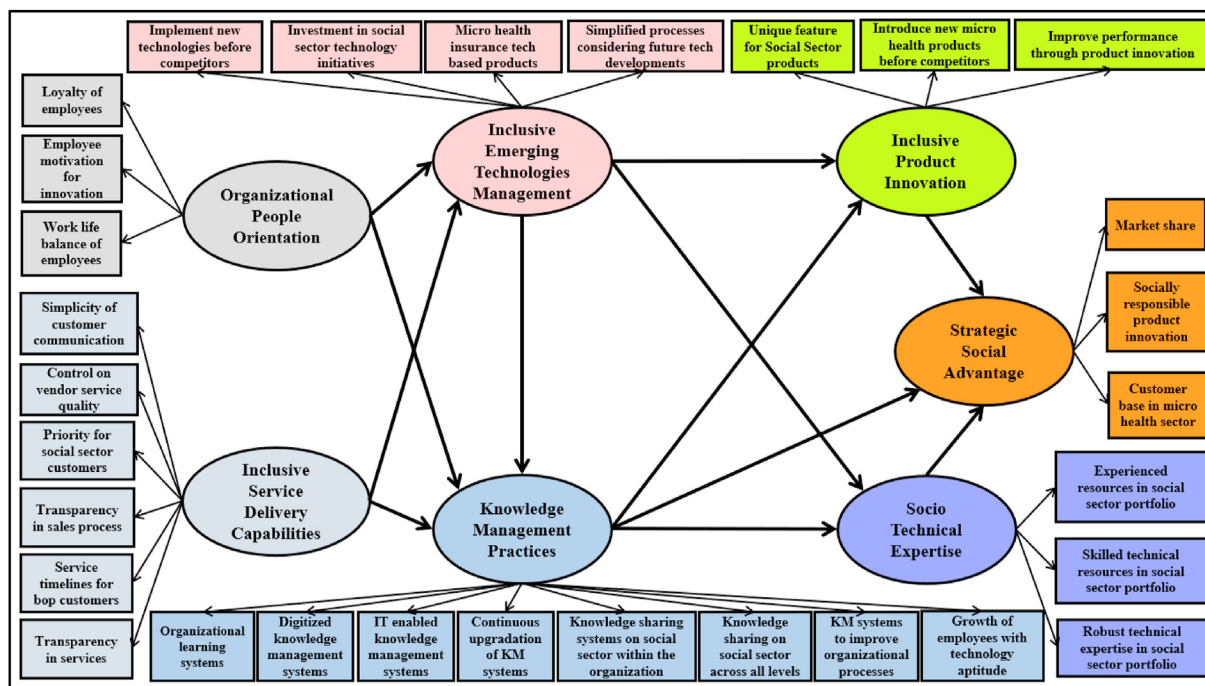 Implement new
technologies before
competitors
Investment in social
sector technology
initiatives
Micro health
insurance tech
based products
Simplified processes
considering future tech
developments
Unique feature
for Social Sector
products
Introduce new micro
health products
before competitors
Improve performance
through product innovation
Loyalty of
employees
Employee
motivation
for
innovation
Work life
balance of
employees
Organizational
People
Orientation
Inclusive
Emerging
Technologies
Management
Inclusive
Product
Innovation
Market share
Socially
responsible
product
innovation
Customer
base in micro
health sector
Strategic
Social
Advantage
Simplicity of
customer
communication
Control on
vendor service
quality
Priority for
social sector
customers
Transparency
in sales process
Service
timelines for
bop customers
Transparency
in services
Inclusive
Service
Delivery
Capabilities
Knowledge
Management
Practices
Socio
Technical
Expertise
Experienced
resources in social
sector portfolio
Skilled technical
resources in social
sector portfolio
Robust technical
expertise in social
sector portfolio
Organizational
learning
systems
Digitized
knowledge
management
systems
IT enabled
knowledge
management
systems
Continuous
upgradation
of KM
systems
Knowledge sharing
systems on social
sector within the
organization
Knowledge
sharing on
social sector
across all levels
KM systems
to improve
organizational
processes
Growth of
employees with
technology
aptitude